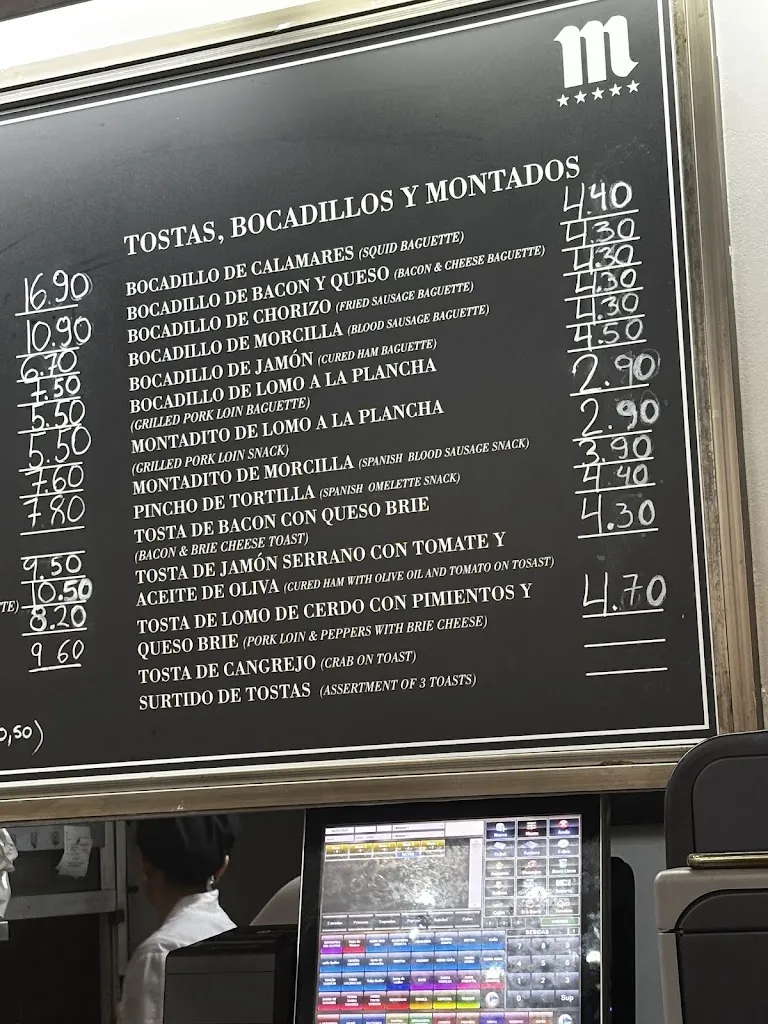 m
TOSTAS, BOCADILLOS Y MONTADOS
BOCADILLO DE CALAMARES (SQUID BAGUETTE) 4.40
BOCADILLO DE BACON Y QUESO (BACON & CHEESE BAGUETTE) 4.30
BOCADILLO DE CHORIZO (FRIED SAUSAGE BAGUETTE) 4.30
BOCADILLO DE MORCILLA (BLOOD SAUSAGE BAGUETTE) 4.30
BOCADILLO DE JAMÓN (CURED HAM BAGUETTE) 4.30
BOCADILLO DE LOMO A LA PLANCHA 4.50
(GRILLED PORK LOIN BAGUETTE)
MONTADITO DE LOMO A LA PLANCHA 2.90
(GRILLED PORK LOIN SNACK)
MONTADITO DE MORCILLA (SPANISH BLOOD SAUSAGE SNACK) 2.90
PINCHO DE TORTILLA (SPANISH OMELETTE SNACK) 3.90
TOSTA DE BACON CON QUESO BRIE 4.40
(BACON & BRIE CHEESE TOAST)
TOSTA DE JAMÓN SERRANO CON TOMATE Y 4.30
ACEITE DE OLIVA (CURED HAM WITH OLIVE OIL AND TOMATO ON TOSAST)
TOSTA DE LOMO DE CERDO CON PIMIENTOS Y 4.70
QUESO BRIE (PORK LOIN & PEPPERS WITH BRIE CHEESE)
TOSTA DE CANGREJO (CRAB ON TOAST)
SURTIDO DE TOSTAS (ASSERTMENT OF 3 TOASTS)
16.90
10.90
6.70
7.50
5.50
5.50
7.60
7.80
9.50
TE) 10.50
8.20
9 60
0,50)